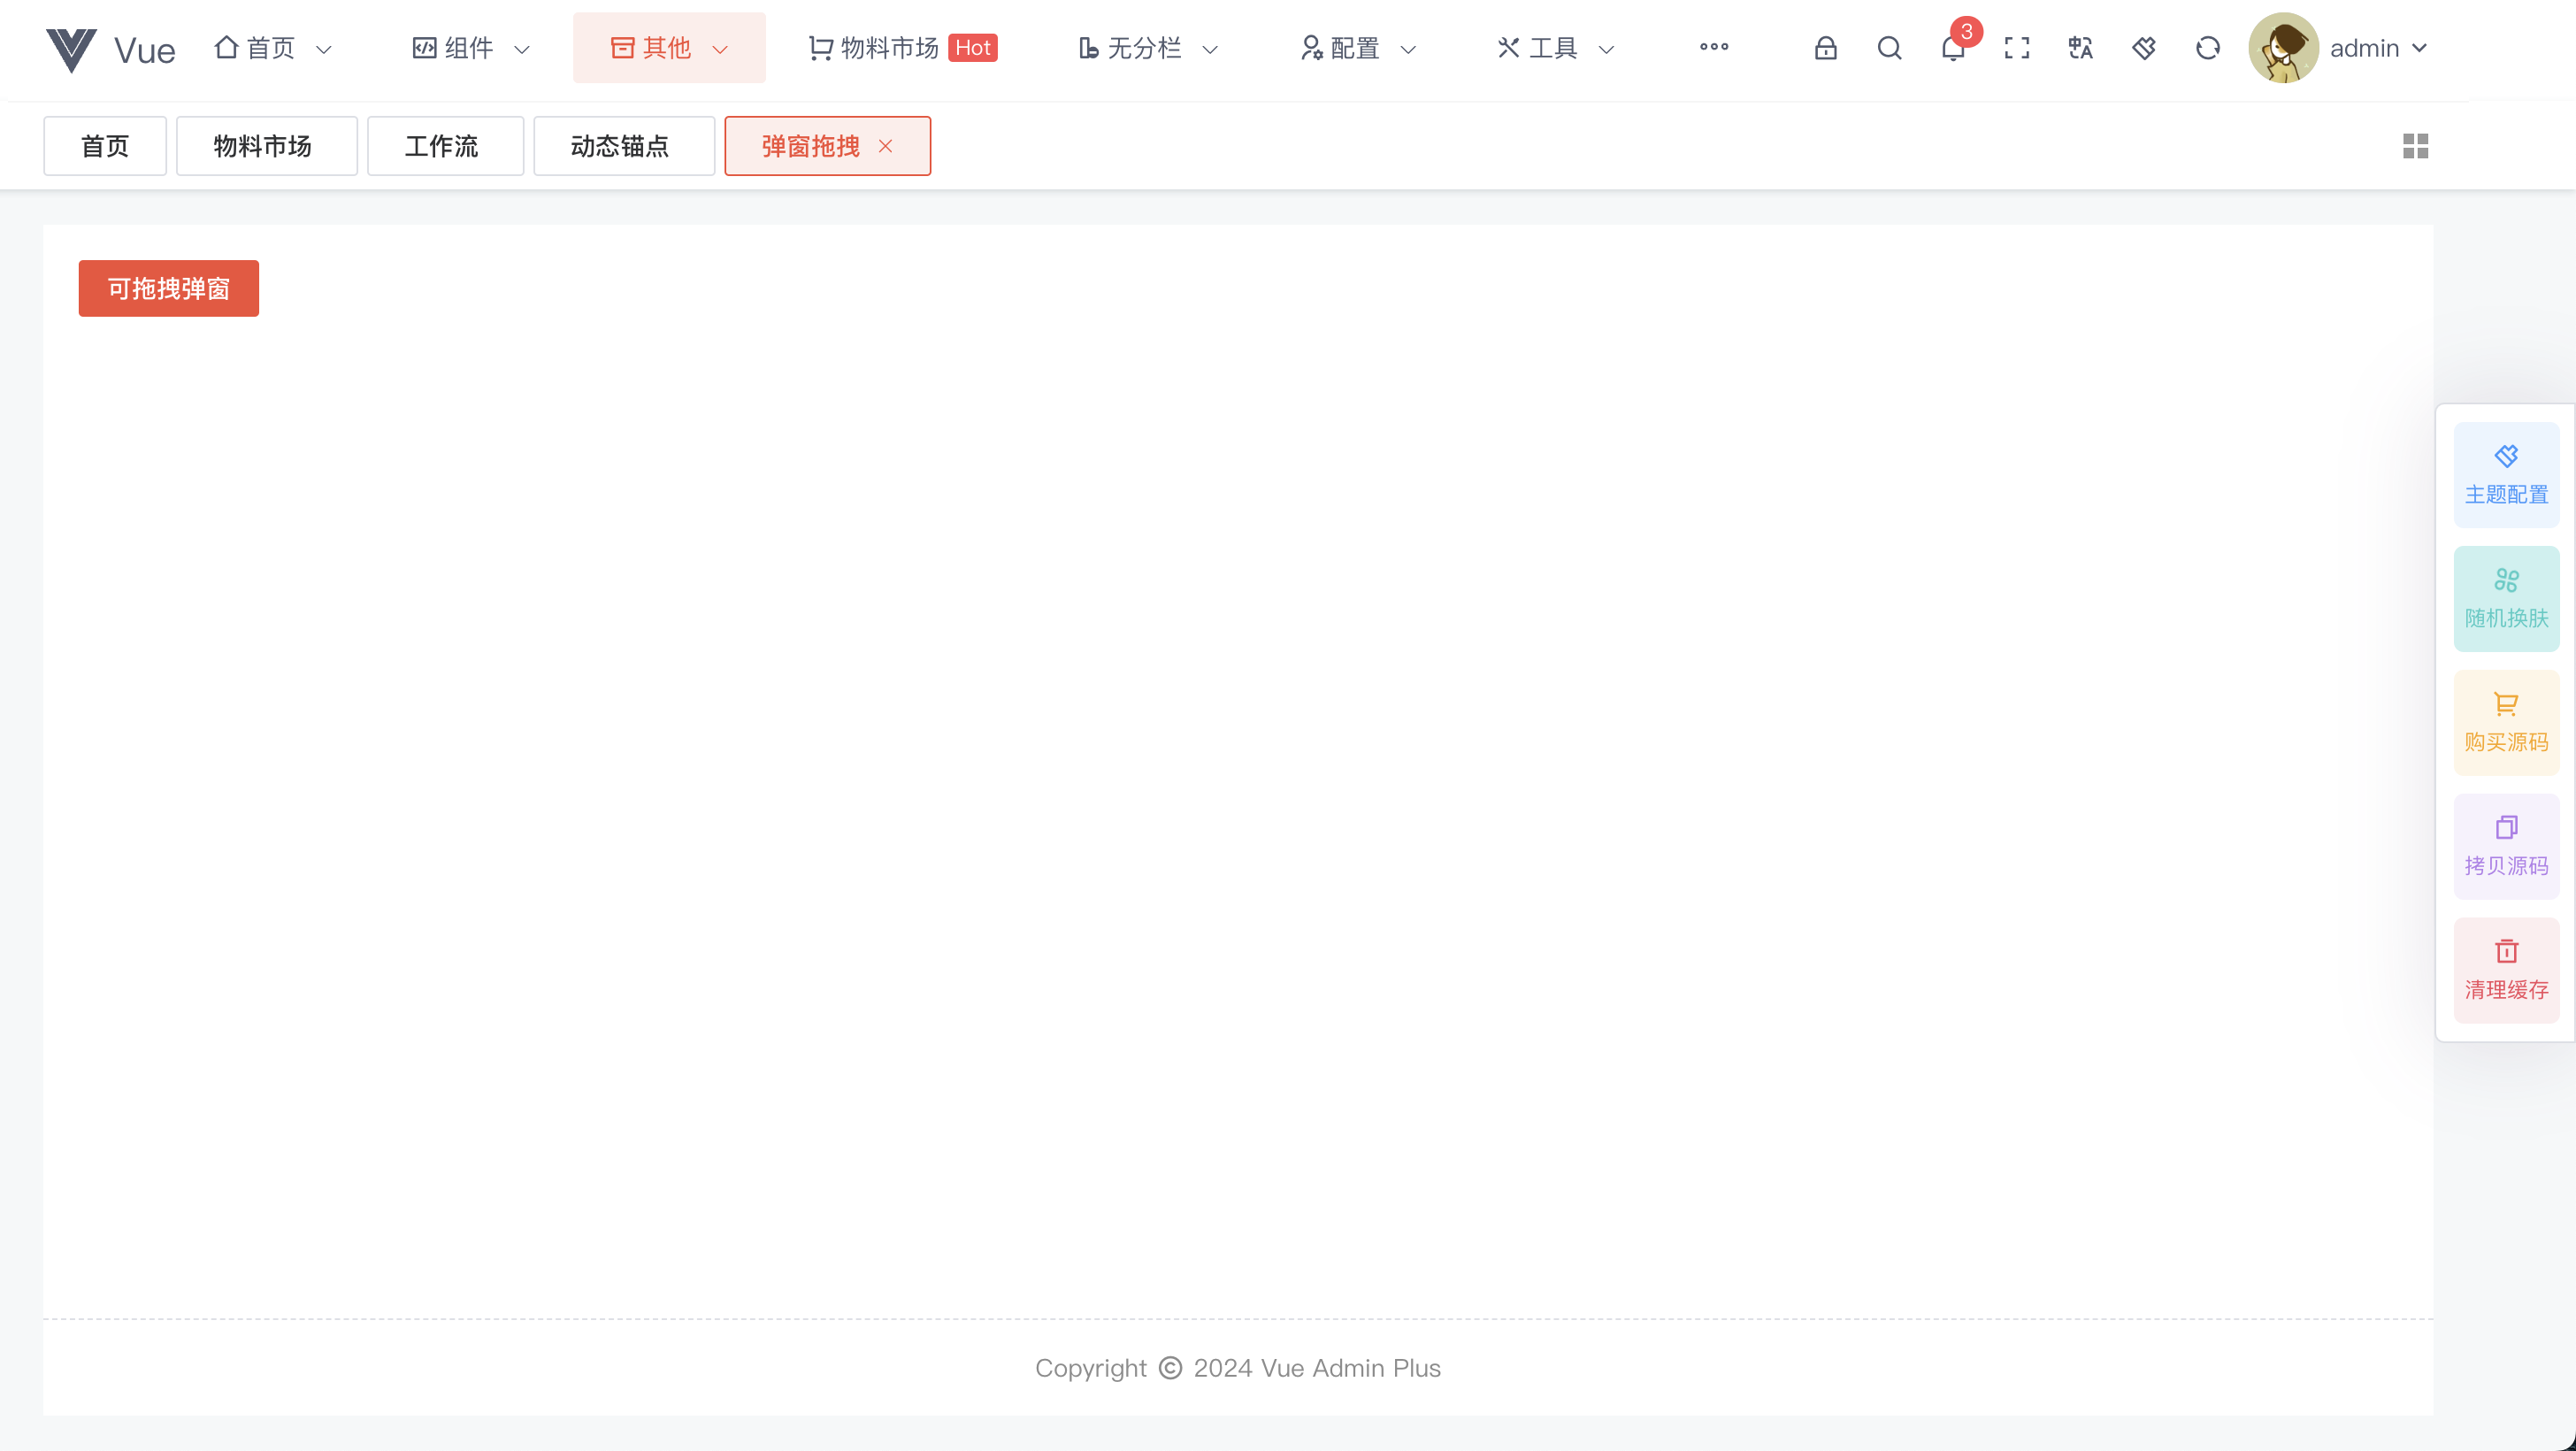 Vue 首页 组件 其他 物料市场 Hot 无分栏 配置 工具 3 admin
首页 物料市场 工作流 动态锚点 弹窗拖拽
可拖拽弹窗
主题配置
随机换肤
购买源码
拷贝源码
清理缓存
Copyright © 2024 Vue Admin Plus